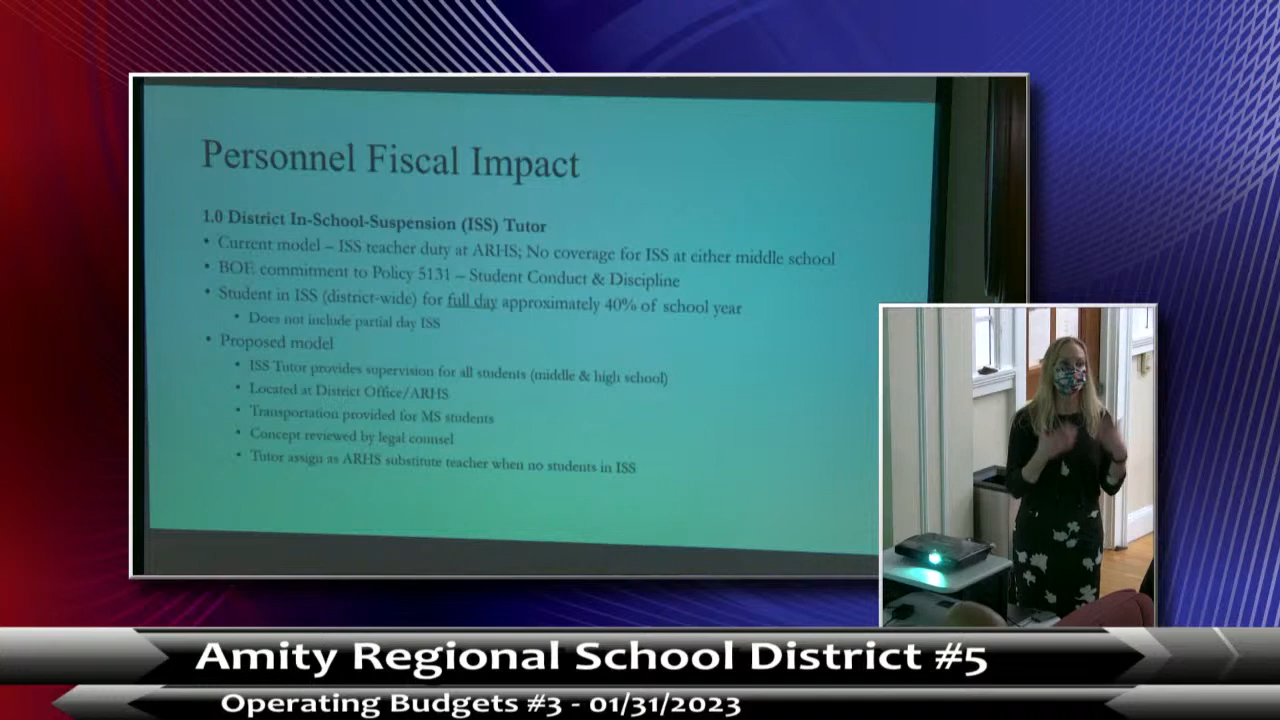 Personnel Fiscal Impact
1.0 District In-School-Suspension (ISS) Tutor
• Current model – ISS teacher duty at ARHS; No coverage for ISS at either middle school
• BOE commitment to Policy 5131 – Student Conduct & Discipline
• Student in ISS (district-wide) for full day approximately 40% of school year
• Does not include partial day ISS
• Proposed model
• ISS Tutor provides supervision for all students (middle & high school)
• Located at District Office/ARHS
• Transportation provided for MS students
• Concept reviewed by legal counsel
• Tutor assign as ARHS substitute teacher when no students in ISS
Amity Regional School District #5
Operating Budgets #3 - 01/31/2023